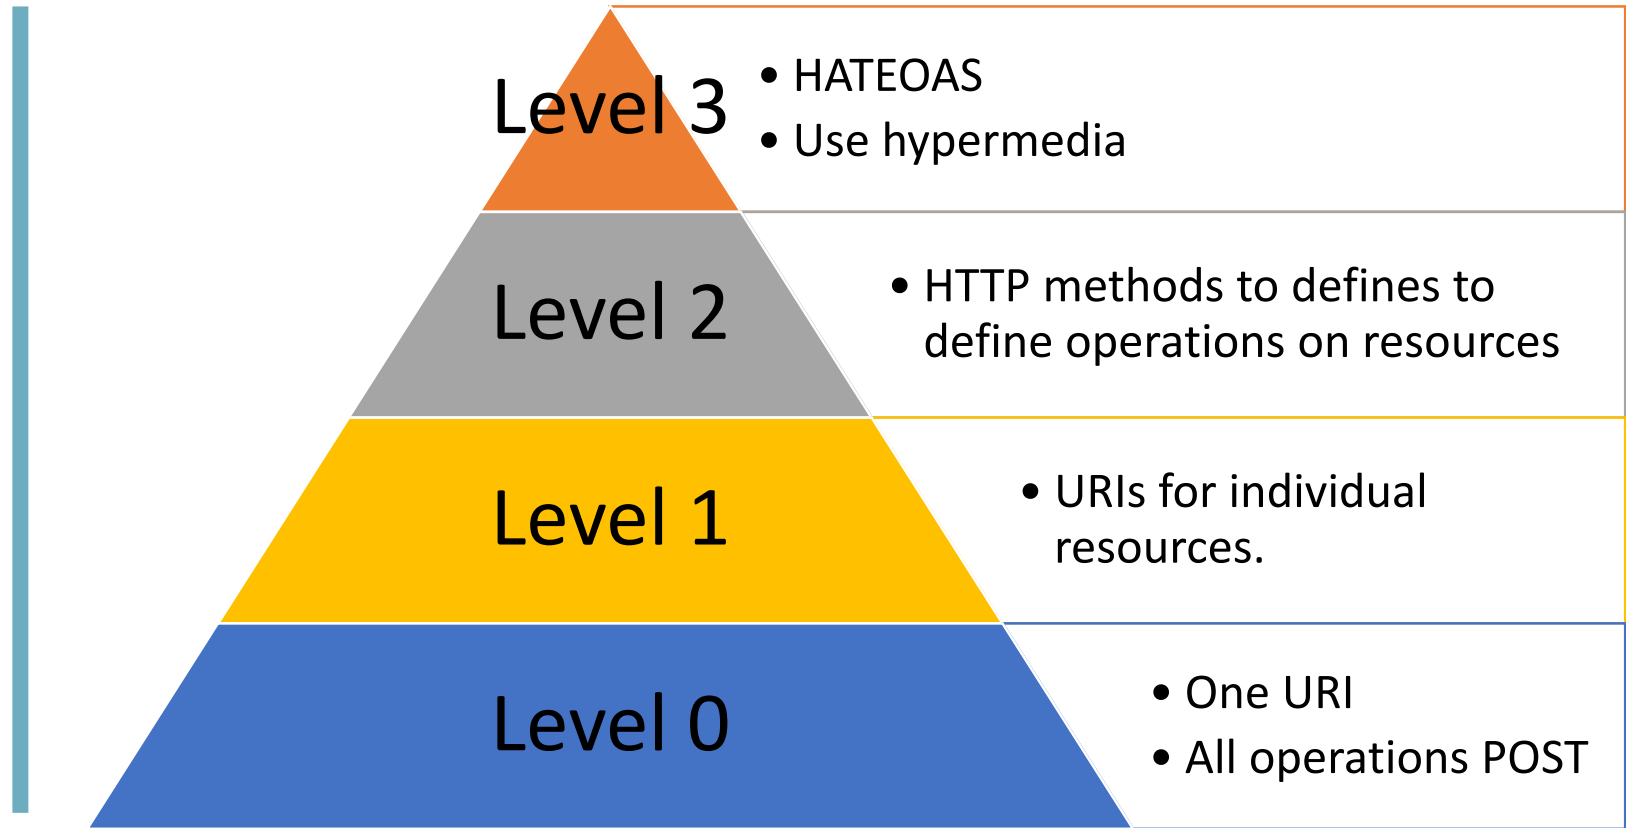 Level 3
• HATEOAS
• Use hypermedia
Level 2
• HTTP methods to defines to
define operations on resources
Level 1
• URIs for individual
resources.
Level 0
• One URI
• All operations POST